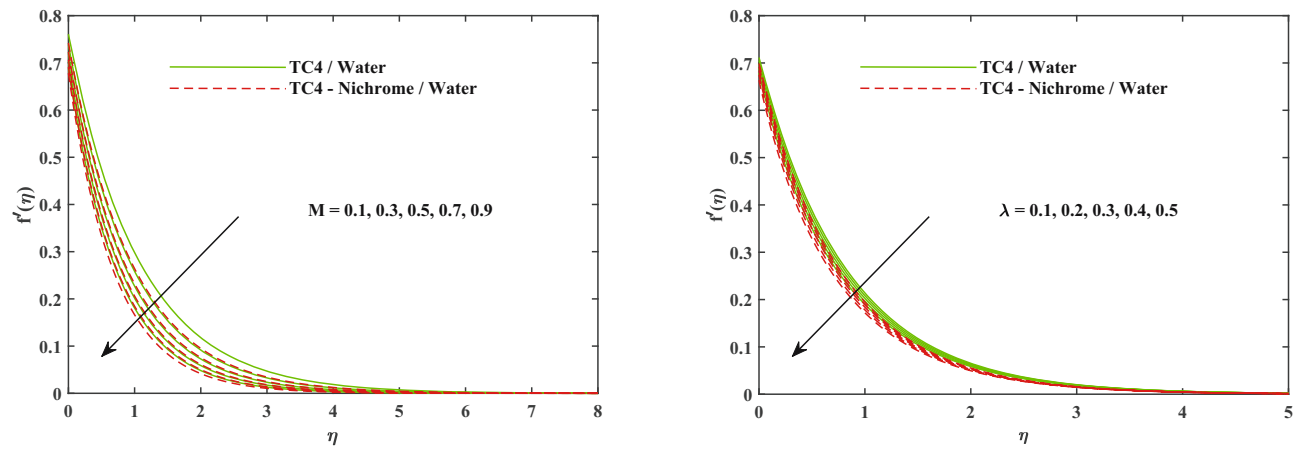 0.8
0.7
0.6
0.5
0.4
0.3
0.2
0.1
0
f′(η)
TC4 / Water
TC4 - Nichrome / Water
M = 0.1, 0.3, 0.5, 0.7, 0.9
0 1 2 3 4 5 6 7 8
η
0.8
0.7
0.6
0.5
0.4
0.3
0.2
0.1
0
f′(η)
TC4 / Water
TC4 - Nichrome / Water
λ = 0.1, 0.2, 0.3, 0.4, 0.5
0 1 2 3 4 5
η